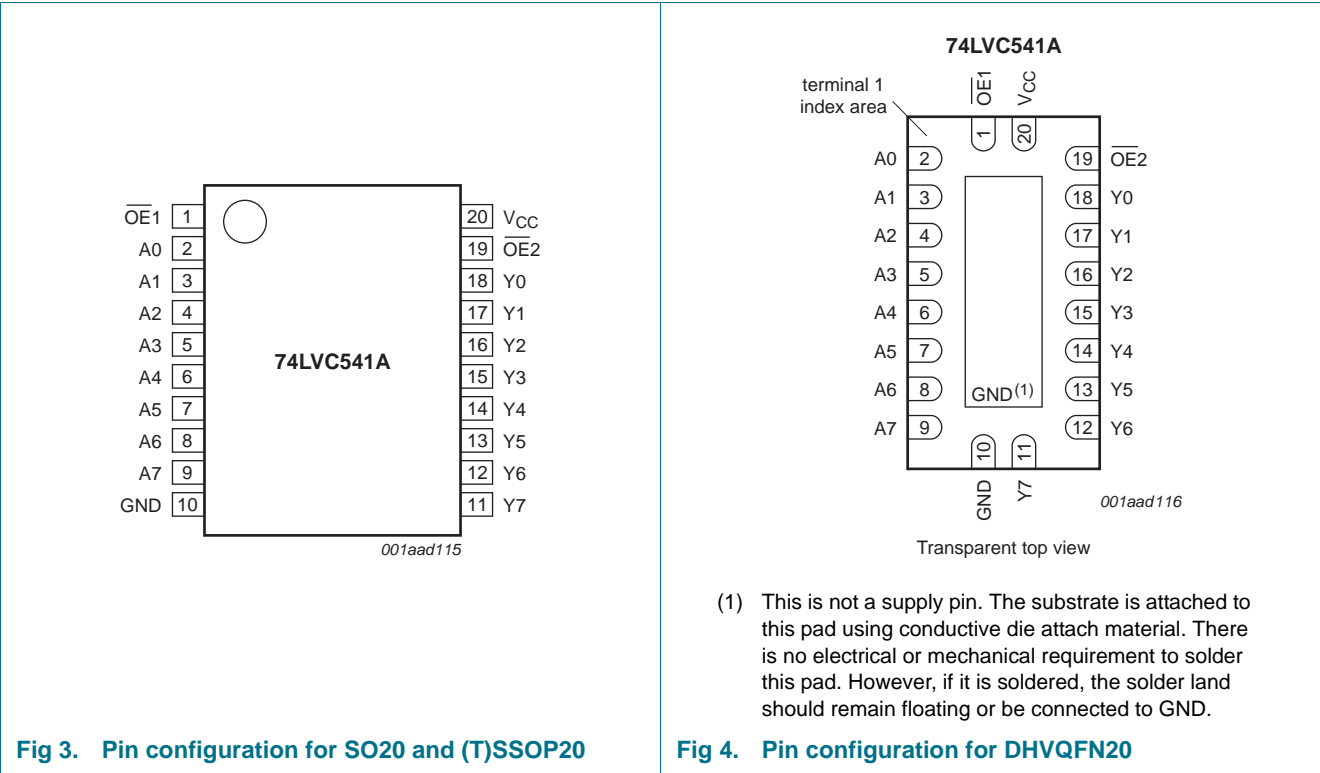 OE1 1
A0 2
A1 3
A2 4
A3 5
A4 6
A5 7
A6 8
A7 9
GND 10
74LVC541A
20 VCC
19 OE2
18 Y0
17 Y1
16 Y2
15 Y3
14 Y4
13 Y5
12 Y6
11 Y7
001aad115
Fig 3. Pin configuration for SO20 and (T)SSOP20
74LVC541A
terminal 1
index area
OE1
VCC
1
20
A0 2
A1 3
A2 4
A3 5
A4 6
A5 7
A6 8
A7 9
19 OE2
18 Y0
17 Y1
16 Y2
15 Y3
14 Y4
13 Y5
12 Y6
GND(1)
10
11
GND
Y7
001aad116
Transparent top view
(1) This is not a supply pin. The substrate is attached to
this pad using conductive die attach material. There
is no electrical or mechanical requirement to solder
this pad. However, if it is soldered, the solder land
should remain floating or be connected to GND.
Fig 4. Pin configuration for DHVQFN20